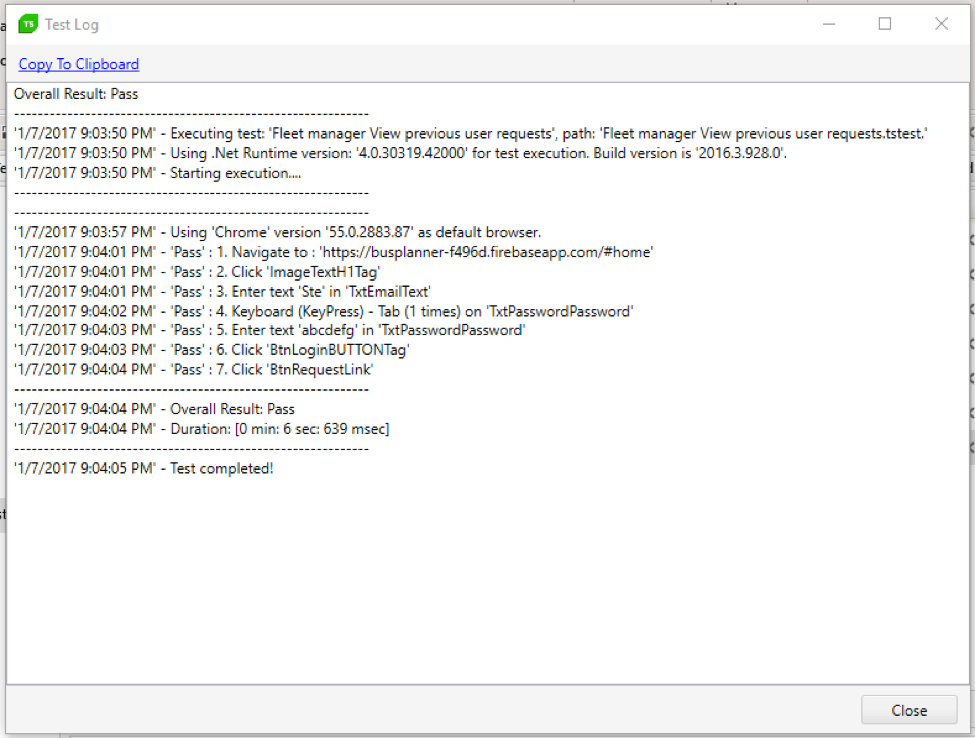 TS Test Log
Copy To Clipboard
Overall Result: Pass
------------------------------------------------------------
'1/7/2017 9:03:50 PM' - Executing test: 'Fleet manager View previous user requests', path: 'Fleet manager View previous user requests.tstest.'
'1/7/2017 9:03:50 PM' - Using .Net Runtime version: '4.0.30319.42000' for test execution. Build version is '2016.3.928.0'.
'1/7/2017 9:03:50 PM' - Starting execution....
------------------------------------------------------------
------------------------------------------------------------
'1/7/2017 9:03:57 PM' - Using 'Chrome' version '55.0.2883.87' as default browser.
'1/7/2017 9:04:01 PM' - 'Pass' : 1. Navigate to : 'https://busplanner-f496d.firebaseapp.com/#home'
'1/7/2017 9:04:01 PM' - 'Pass' : 2. Click 'ImageTextH1Tag'
'1/7/2017 9:04:01 PM' - 'Pass' : 3. Enter text 'Ste' in 'TxtEmailText'
'1/7/2017 9:04:02 PM' - 'Pass' : 4. Keyboard (KeyPress) - Tab (1 times) on 'TxtPasswordPassword'
'1/7/2017 9:04:03 PM' - 'Pass' : 5. Enter text 'abcdefg' in 'TxtPasswordPassword'
'1/7/2017 9:04:03 PM' - 'Pass' : 6. Click 'BtnLoginBUTTONTag'
'1/7/2017 9:04:04 PM' - 'Pass' : 7. Click 'BtnRequestLink'
------------------------------------------------------------
'1/7/2017 9:04:04 PM' - Overall Result: Pass
'1/7/2017 9:04:04 PM' - Duration: [0 min: 6 sec: 639 msec]
------------------------------------------------------------
'1/7/2017 9:04:05 PM' - Test completed!
Close